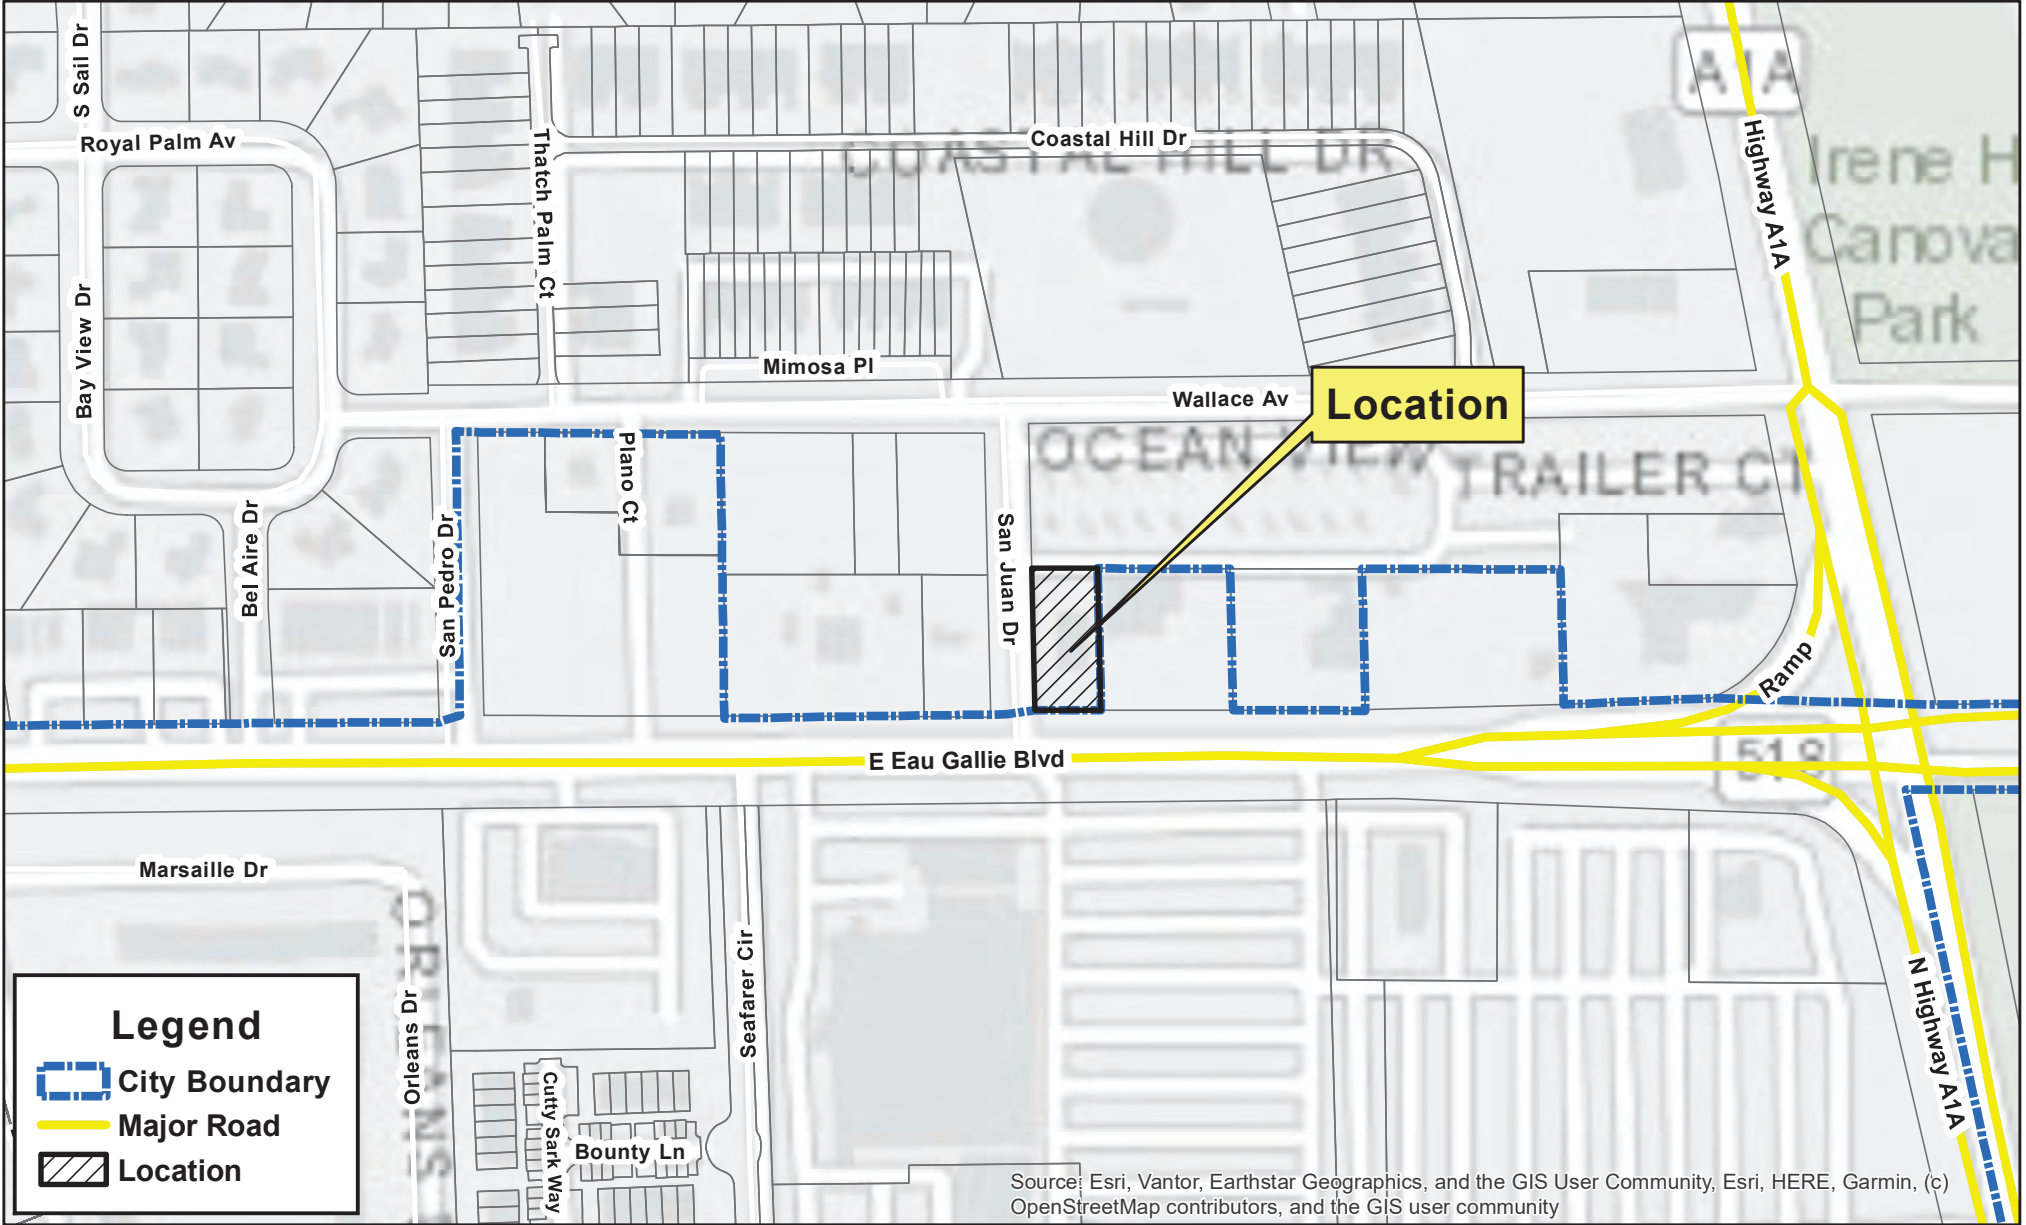 S Sail Dr
Royal Palm Av
Thatch Palm Ct
Coastal Hill Dr
COASTAL HILL DR
A1A
Highway A1A
Irene H
Canova
Park
Bay View Dr
Mimosa Pl
Wallace Av
Location
OCEAN VIEW TRAILER CT
Plano Ct
San Pedro Dr
Bel Aire Dr
San Juan Dr
Ramp
E Eau Gallie Blvd
518
Marsaille Dr
Orleans Dr
ORLEANS
Seafarer Cir
N Highway A1A
Cutty Sark Way
Bounty Ln
Legend
City Boundary
Major Road
Location
Source: Esri, Vantor, Earthstar Geographics, and the GIS User Community, Esri, HERE, Garmin, (c)
OpenStreetMap contributors, and the GIS user community